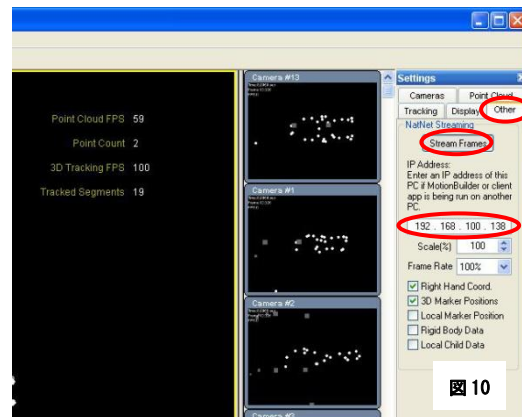 Point Cloud FPS 59
Point Count 2
3D Tracking FPS 100
Tracked Segments 19
Camera #13
Camera #1
Camera #2
Camera #3
Settings
Cameras Point Cloud
Tracking Display Other
NatNet Streaming
Stream Frames
IP Address:
Enter an IP address of this
PC if MotionBuilder or client
app is being run on another
PC.
192 . 168 . 100 . 138
Scale(%) 100
Frame Rate 100%
Right Hand Coord.
3D Marker Positions
Local Marker Position
Rigid Body Data
Local Child Data
図 10